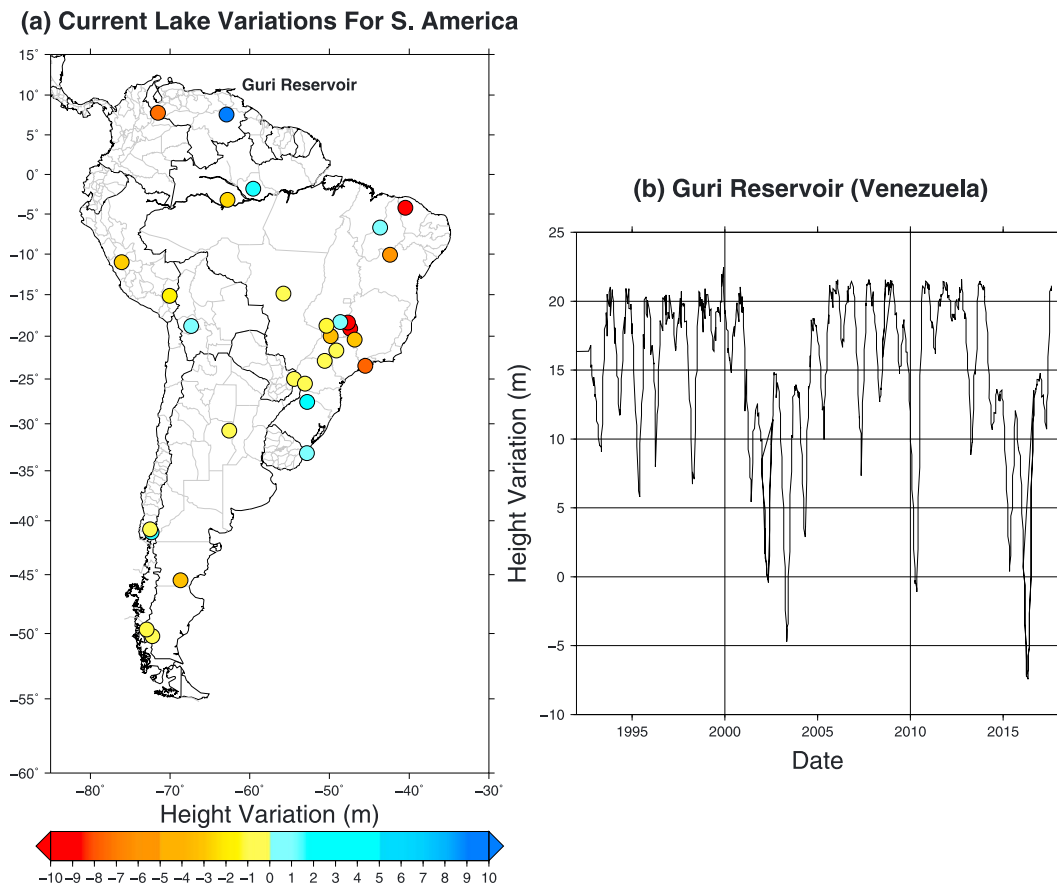 (a) Current Lake Variations For S. America
15˚
10˚
5˚
0˚
−5˚
−10˚
−15˚
−20˚
−25˚
−30˚
−35˚
−40˚
−45˚
−50˚
−55˚
−60˚
Guri Reservoir
−80˚ −70˚ −60˚ −50˚ −40˚ −30˚
Height Variation (m)
−10 −9 −8 −7 −6 −5 −4 −3 −2 −1 0 1 2 3 4 5 6 7 8 9 10
(b) Guri Reservoir (Venezuela)
Height Variation (m)
25
20
15
10
5
0
−5
−10
1995 2000 2005 2010 2015
Date